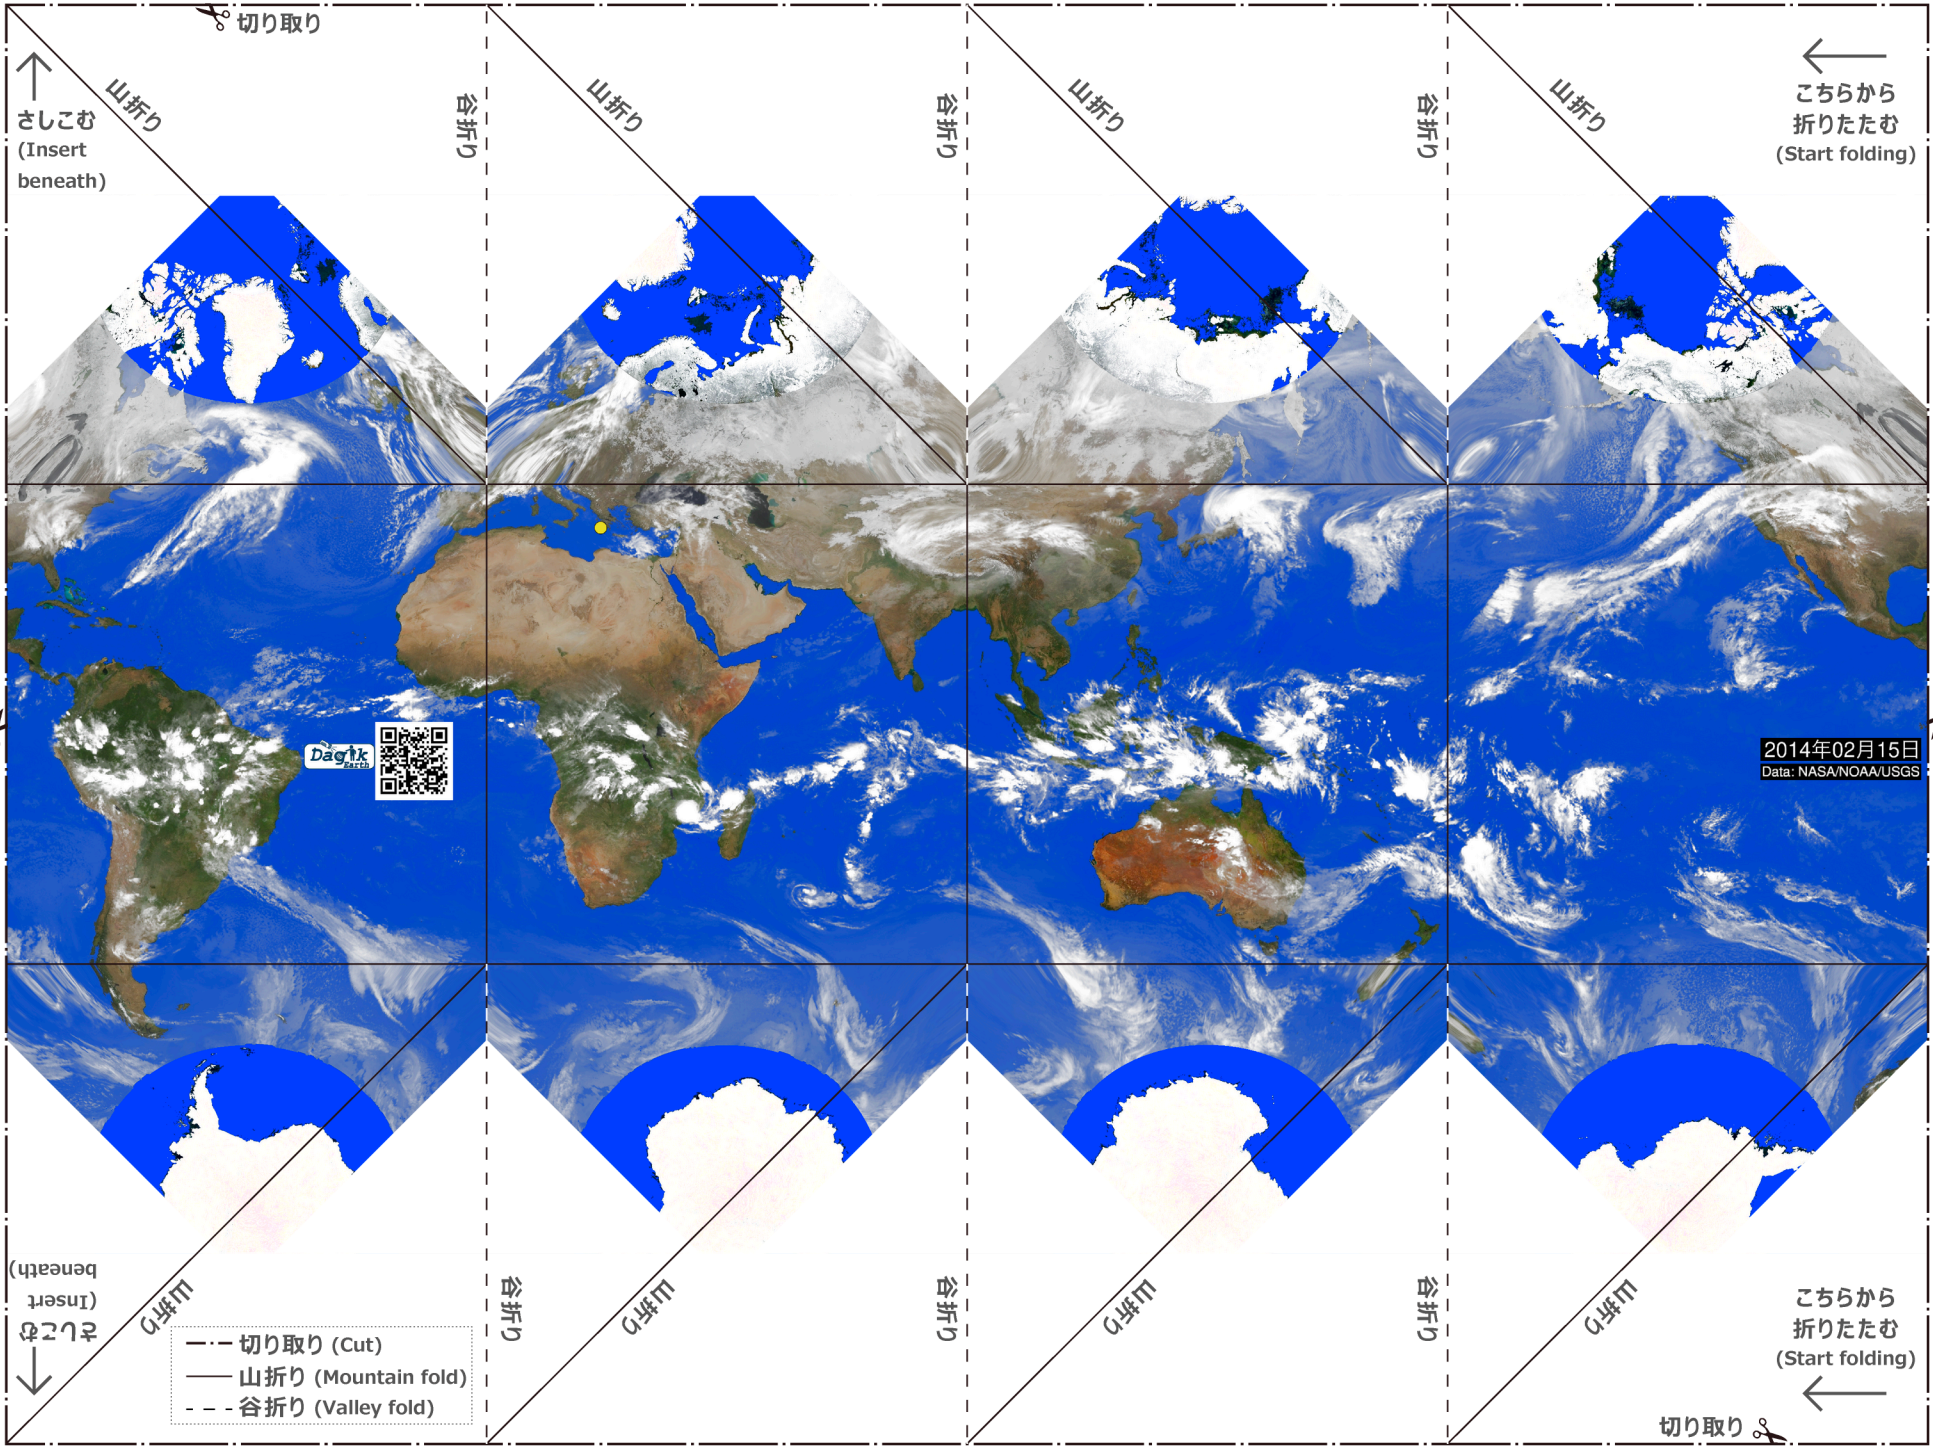 切り取り
山折り
谷折り
山折り
谷折り
山折り
谷折り
山折り
さしこむ
(Insert
beneath)
こちらから
折りたたむ
(Start folding)
Dagik
Earth
2014年02月15日
Data: NASA/NOAA/USGS
さしこむ
(Insert
beneath)
山折り
谷折り
山折り
谷折り
山折り
谷折り
山折り
こちらから
折りたたむ
(Start folding)
切り取り (Cut)
山折り (Mountain fold)
谷折り (Valley fold)
切り取り